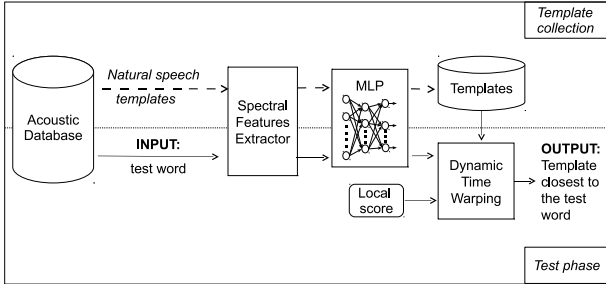 Template
collection
Natural speech
templates
Acoustic
Database
INPUT:
test word
Spectral
Features
Extractor
MLP
Templates
Local
score
Dynamic
Time
Warping
OUTPUT:
Template
closest to
the test
word
Test phase